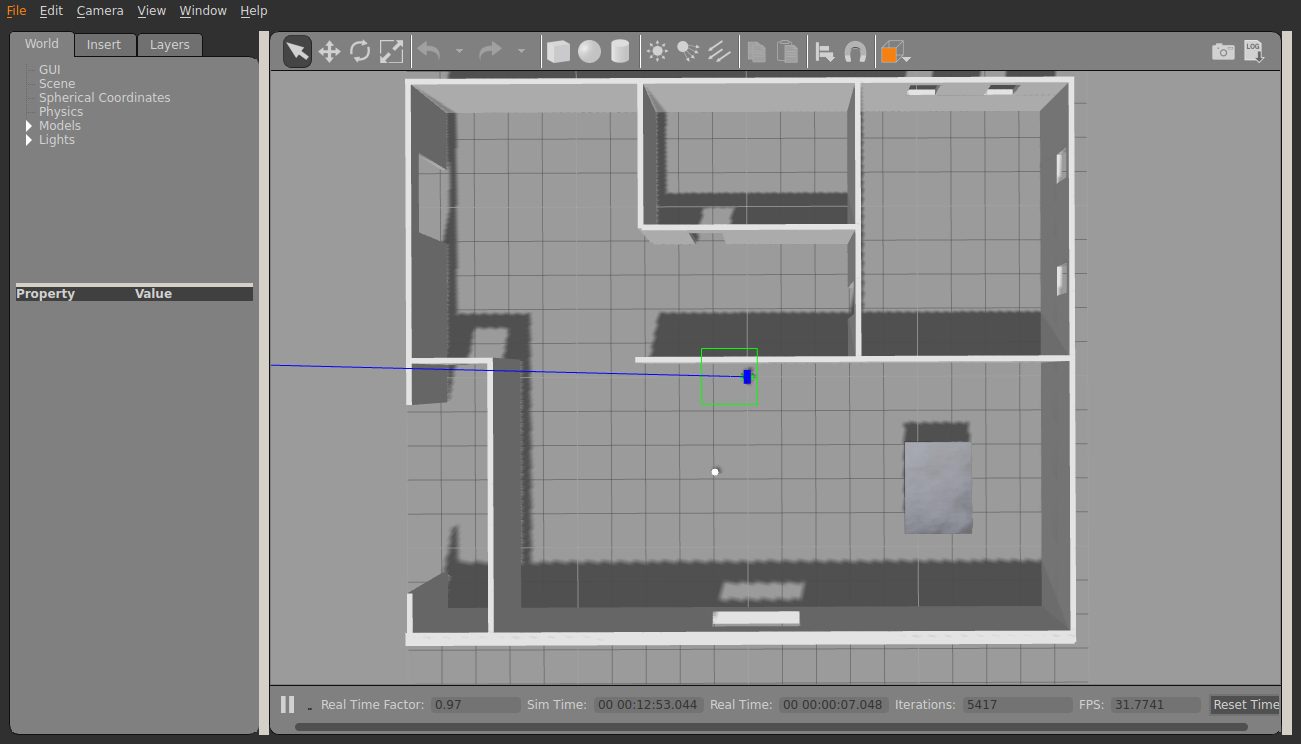 File Edit Camera View Window Help
World Insert Layers
LOG
GUI
Scene
Spherical Coordinates
Physics
Models
Lights
Property Value
Real Time Factor: 0.97 Sim Time: 00 00:12:53.044 Real Time: 00 00:00:07.048 Iterations: 5417 FPS: 31.7741 Reset Time